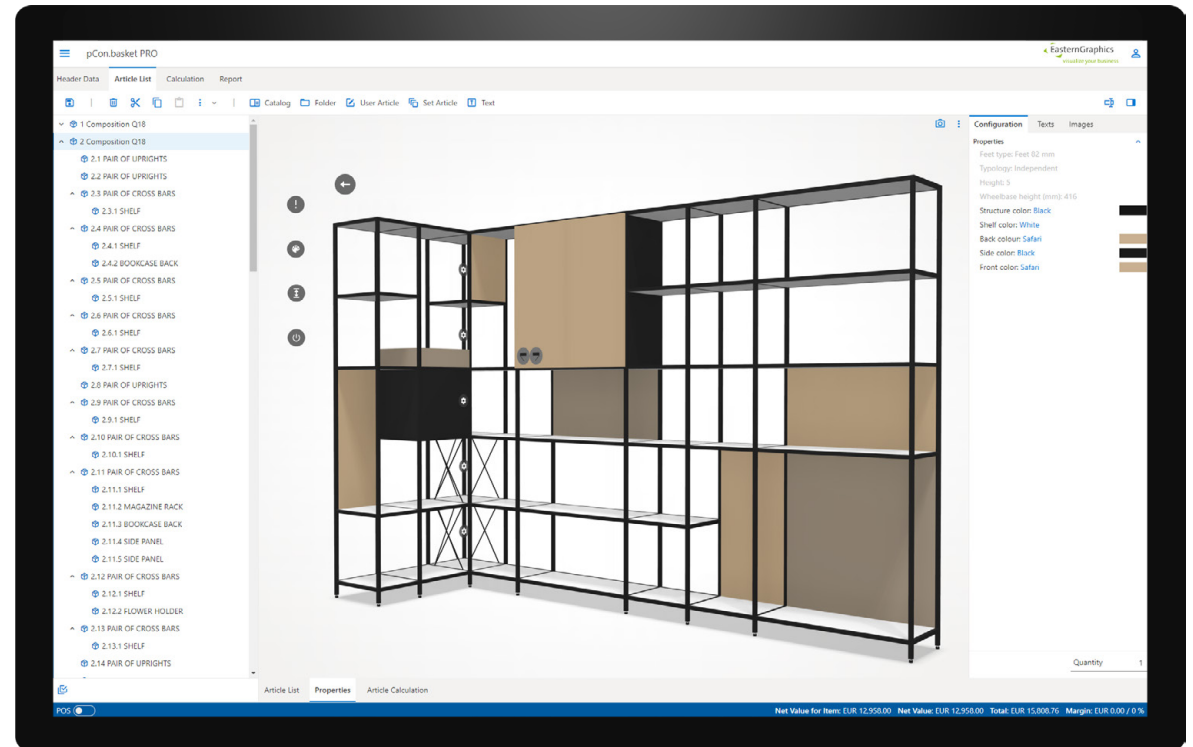 pCon.basket PRO
EasternGraphics
visualize your business
Header Data Article List Calculation Report
Catalog Folder User Article Set Article Text
1 Composition Q18
2 Composition Q18
2.1 PAIR OF UPRIGHTS
2.2 PAIR OF UPRIGHTS
2.3 PAIR OF CROSS BARS
2.3.1 SHELF
2.4 PAIR OF CROSS BARS
2.4.1 SHELF
2.4.2 BOOKCASE BACK
2.5 PAIR OF CROSS BARS
2.5.1 SHELF
2.6 PAIR OF CROSS BARS
2.6.1 SHELF
2.7 PAIR OF CROSS BARS
2.7.1 SHELF
2.8 PAIR OF UPRIGHTS
2.9 PAIR OF CROSS BARS
2.9.1 SHELF
2.10 PAIR OF CROSS BARS
2.10.1 SHELF
2.11 PAIR OF CROSS BARS
2.11.1 SHELF
2.11.2 MAGAZINE RACK
2.11.3 BOOKCASE BACK
2.11.4 SIDE PANEL
2.11.5 SIDE PANEL
2.12 PAIR OF CROSS BARS
2.12.1 SHELF
2.12.2 FLOWER HOLDER
2.13 PAIR OF CROSS BARS
2.13.1 SHELF
2.14 PAIR OF UPRIGHTS
Configuration Texts Images
Properties
Feet type: Feet 82 mm
Typology: Independent
Height: 5
Wheelbase height (mm): 416
Structure color: Black
Shelf color: White
Back colour: Safari
Side color: Black
Front color: Safari
Quantity 1
Article List Properties Article Calculation
POS
Net Value for Item: EUR 12,958.00 Net Value: EUR 12,958.00 Total: EUR 15,808.76 Margin: EUR 0.00 / 0 %